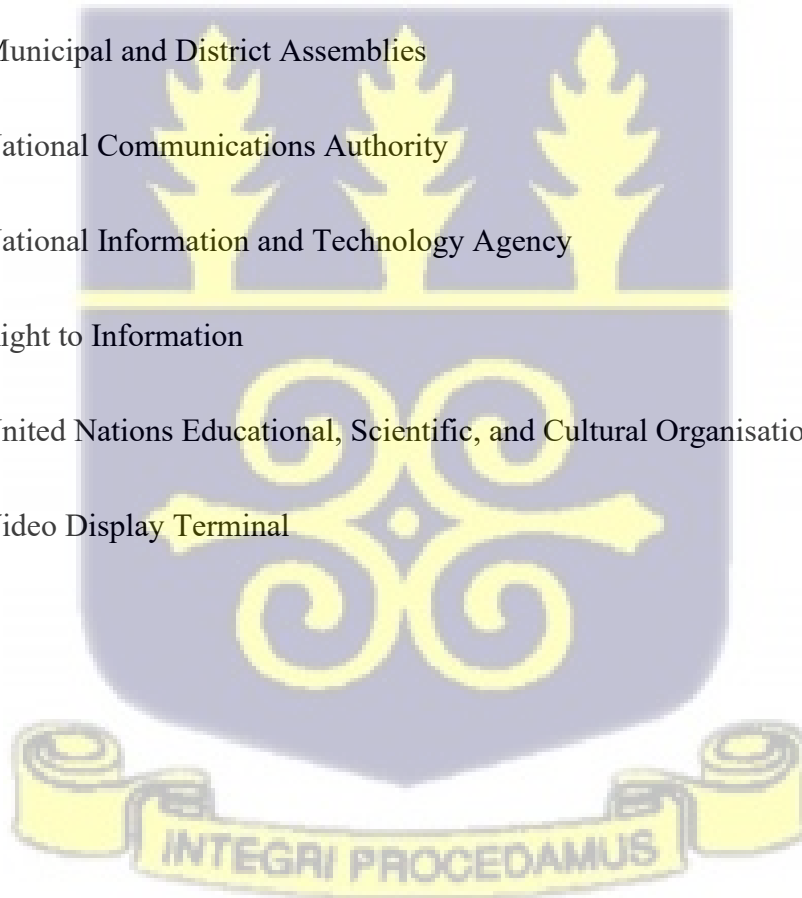 Municipal and District Assemblies
National Communications Authority
National Information and Technology Agency
ight to Information
United Nations Educational, Scientific, and Cultural Organisatio
Video Display Terminal
INTEGRI PROCEDAMUS